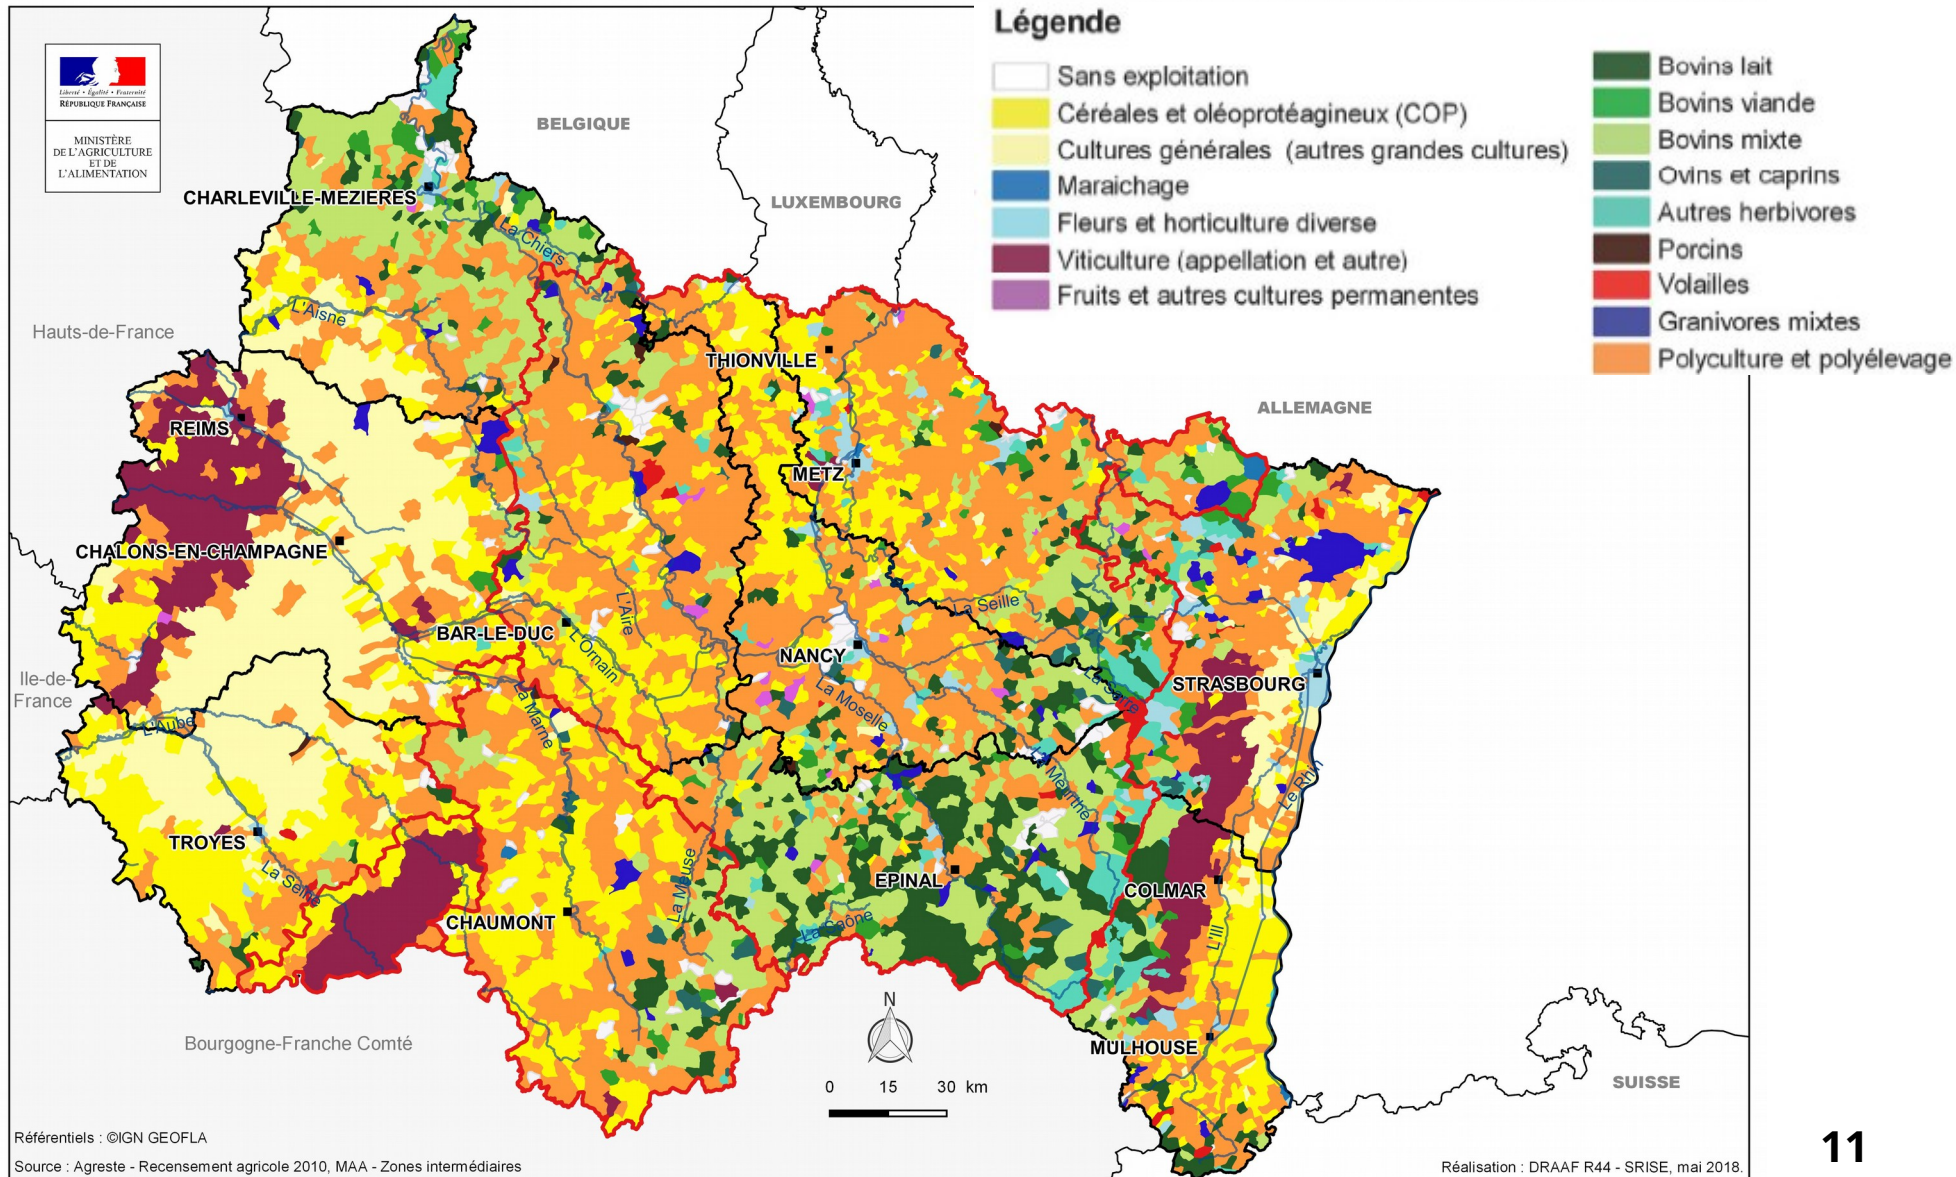 Légende
Sans exploitation
Céréales et oléoprotéagineux (COP)
Cultures générales (autres grandes cultures)
Maraichage
Fleurs et horticulture diverse
Viticulture (appellation et autre)
Fruits et autres cultures permanentes
Bovins lait
Bovins viande
Bovins mixte
Ovins et caprins
Autres herbivores
Porcins
Volailles
Granivores mixtes
Polyculture et polyélevage
Liberté • Égalité • Fraternité
RÉPUBLIQUE FRANÇAISE
MINISTÈRE
DE L'AGRICULTURE
ET DE
L'ALIMENTATION
BELGIQUE
LUXEMBOURG
CHARLEVILLE-MEZIERES
La Chiers
L'Aisne
Hauts-de-France
THIONVILLE
ALLEMAGNE
REIMS
METZ
CHALONS-EN-CHAMPAGNE
La Seille
L'Aire
BAR-LE-DUC
L'Ornain
NANCY
Ile-de-
France
La Sarre
STRASBOURG
La Moselle
La Marne
L'Aube
La Meurthe
Le Rhin
TROYES
La Seine
La Meuse
EPINAL
COLMAR
CHAUMONT
La Saône
L'Ill
N
Bourgogne-Franche Comté
MULHOUSE
0 15 30 km
SUISSE
Référentiels : ©IGN GEOFLA
Source : Agreste - Recensement agricole 2010, MAA - Zones intermédiaires
Réalisation : DRAAF R44 - SRISE, mai 2018.
11